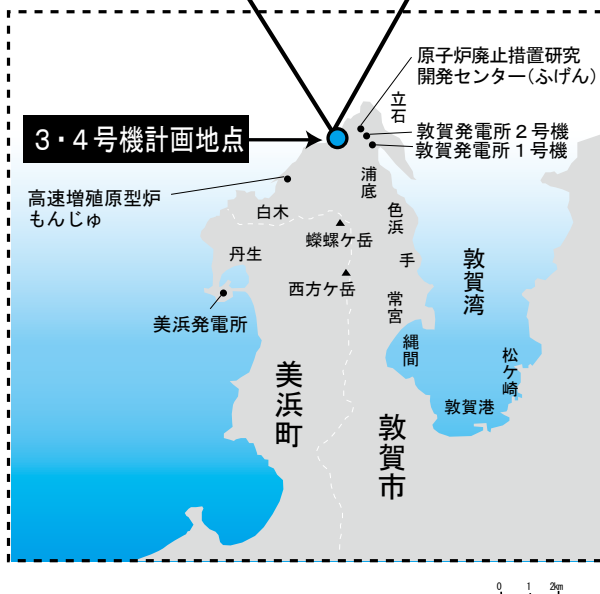 原子炉廃止措置研究
開発センター（ふげん）
立石
敦賀発電所２号機
敦賀発電所１号機
３・４号機計画地点
浦底
高速増殖原型炉
もんじゅ
白木
色浜
蠑螺ケ岳
丹生
手
敦賀湾
西方ケ岳
常宮
美浜発電所
縄間
松ケ崎
美浜町
敦賀港
敦賀市
0 1 2km